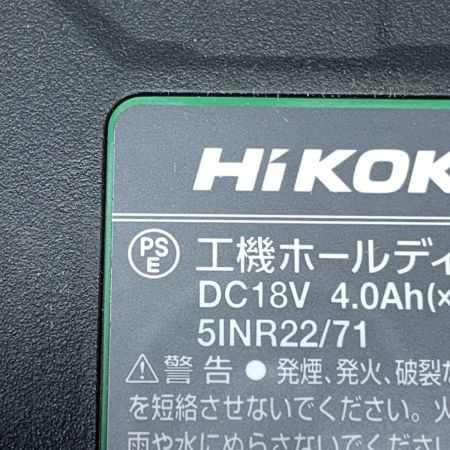 HiKOK
PSE 工機ホールディ
DC18V 4.0Ah(×
5INR22/71
⚠警告 ● 発煙、発火、破裂
を短絡させないでください。火
雨や水にぬらさないでくださ